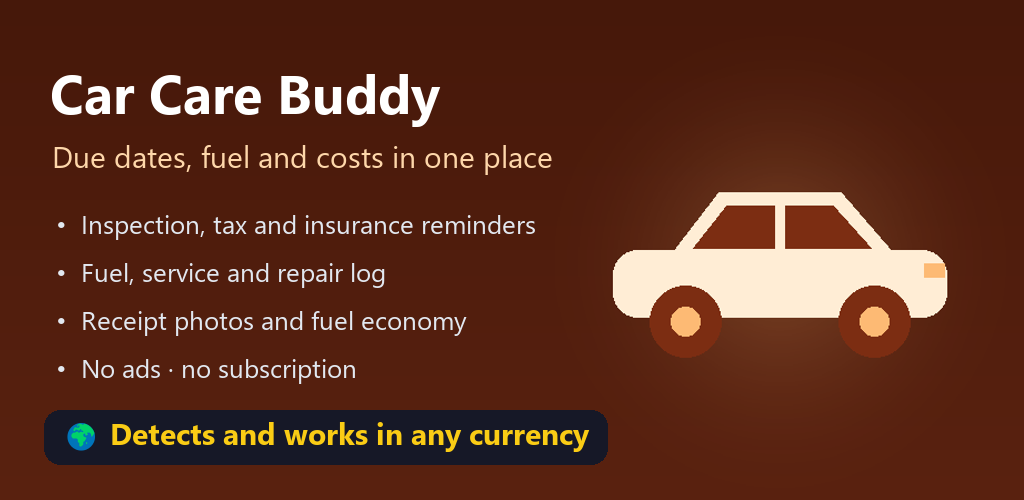 Car Care Buddy
Due dates, fuel and costs in one place
• Inspection, tax and insurance reminders
• Fuel, service and repair log
• Receipt photos and fuel economy
• No ads · no subscription
🌍 Detects and works in any currency